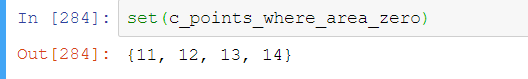 In [284]: set(c_points_where_area_zero)
Out[284]: {11, 12, 13, 14}